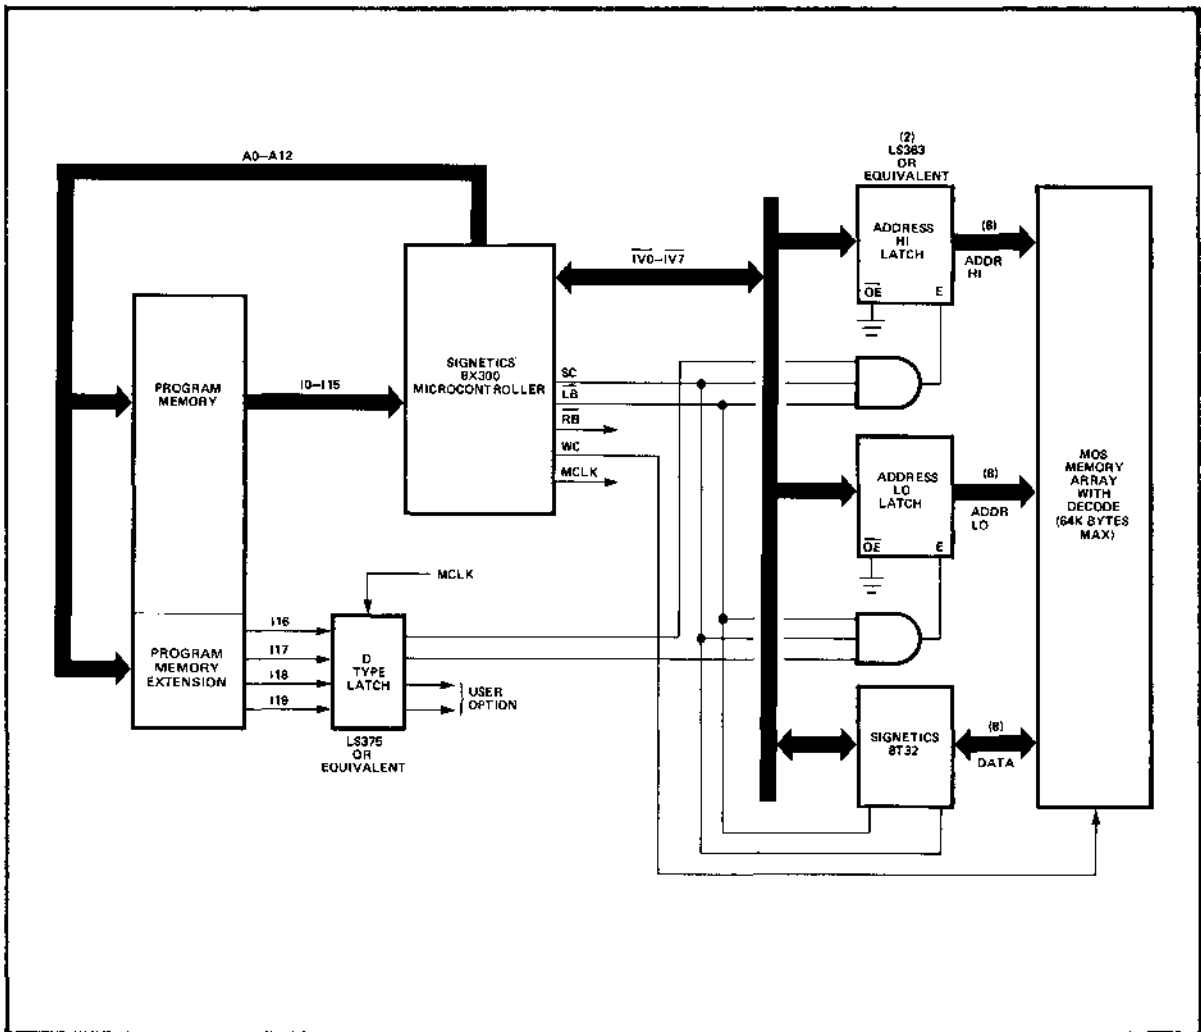 (2)
LS363
OR
EQUIVALENT
A0–A12
ADDRESS
HI
LATCH
(8)
ADDR
HI
OE
E
IV0–IV7
PROGRAM
MEMORY
I0–I15
SIGNETICS
8X300
MICROCONTROLLER
SC
LB
RB
WC
MCLK
MOS
MEMORY
ARRAY
WITH
DECODE
(64K BYTES
MAX)
ADDRESS
LO
LATCH
(8)
ADDR
LO
OE
E
MCLK
PROGRAM
MEMORY
EXTENSION
I16
I17
I18
I19
D
TYPE
LATCH
USER
OPTION
LS375
OR
EQUIVALENT
SIGNETICS
8T32
(8)
DATA